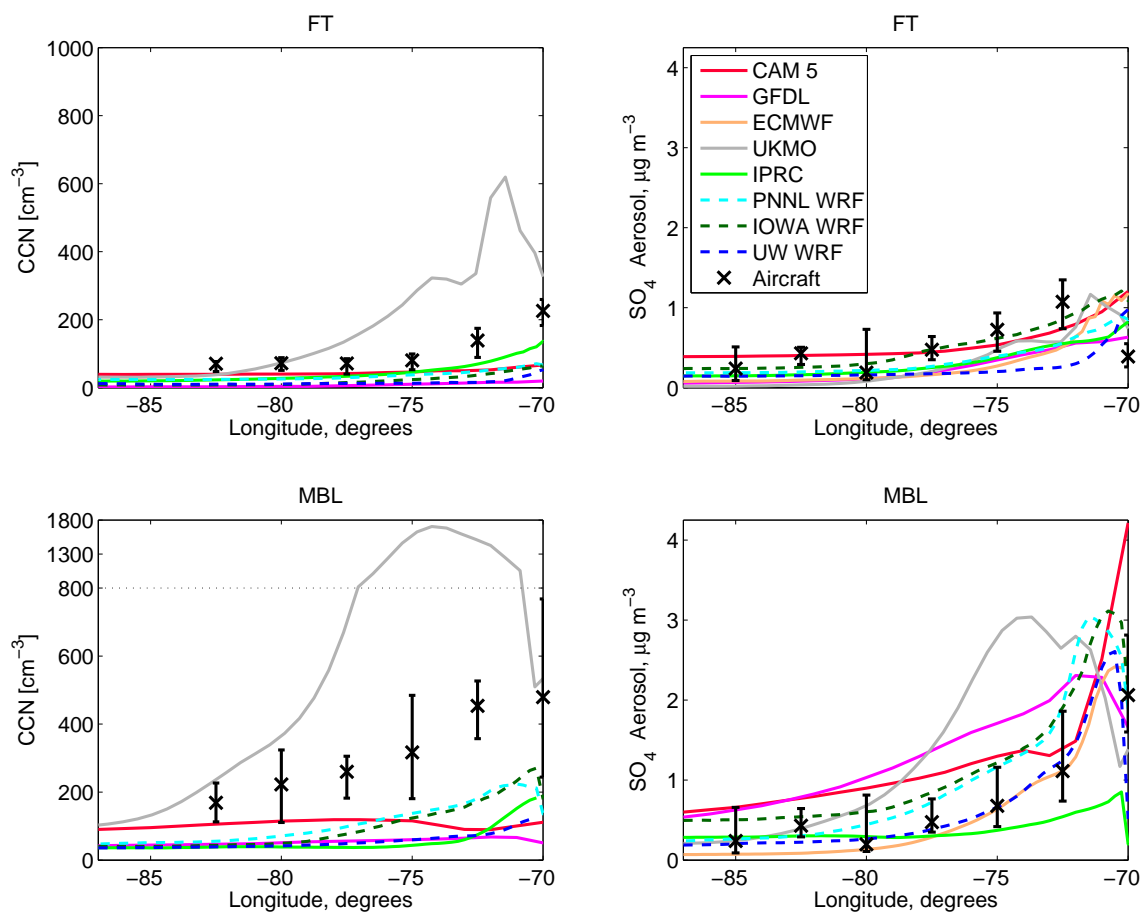 FT
1000
800
600
400
200
0
CCN [cm⁻³]
−85
−80
−75
−70
Longitude, degrees
FT
4
3
2
1
0
SO₄ Aerosol, µg m⁻³
CAM 5
GFDL
ECMWF
UKMO
IPRC
PNNL WRF
IOWA WRF
UW WRF
Aircraft
−85
−80
−75
−70
Longitude, degrees
MBL
1800
1300
800
600
400
200
0
CCN [cm⁻³]
−85
−80
−75
−70
Longitude, degrees
MBL
4
3
2
1
0
SO₄ Aerosol, µg m⁻³
−85
−80
−75
−70
Longitude, degrees